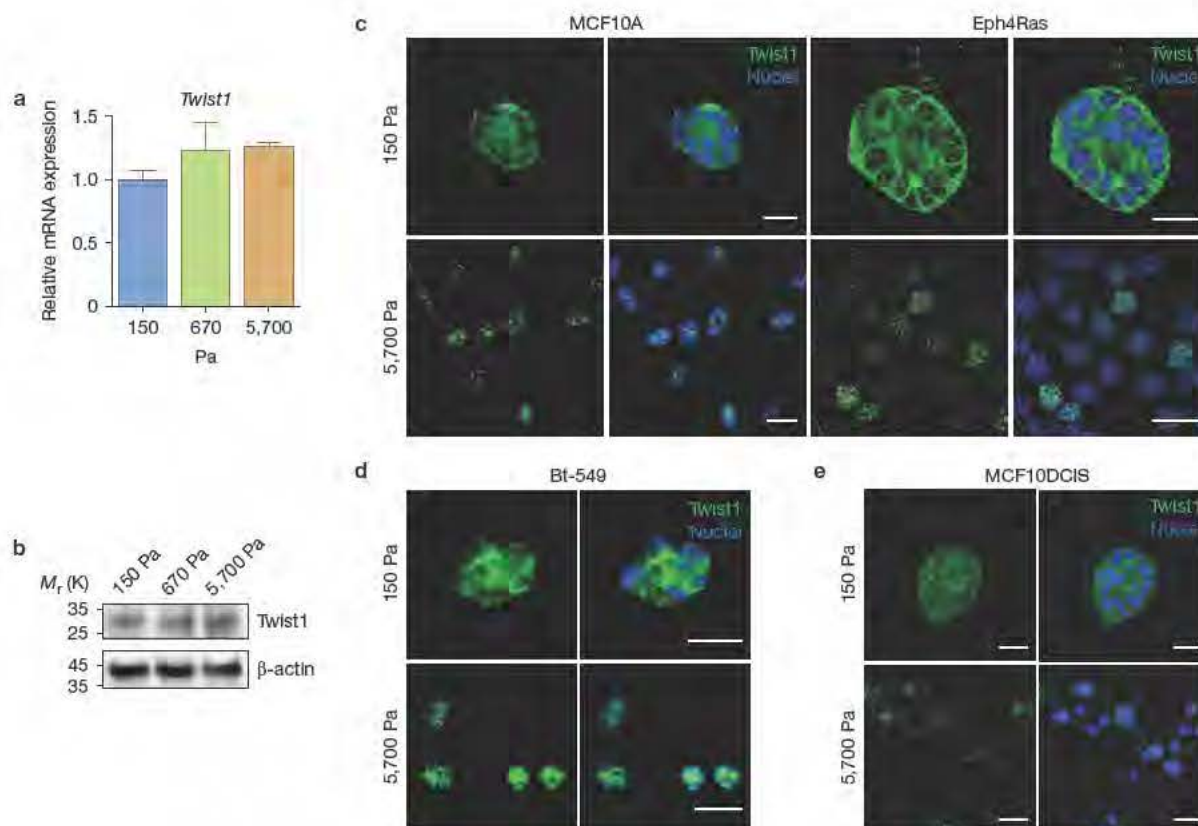 a
Twist1
Relative mRNA expression
1.5
1.0
0.5
0
150
670
5,700
Pa
b
Mr (K)
150 Pa
670 Pa
5,700 Pa
35
25
Twist1
45
35
β-actin
c
MCF10A
Eph4Ras
150 Pa
Twist1
Nuclei
Twist1
Nuclei
5,700 Pa
d
Bt-549
150 Pa
Twist1
Nuclei
5,700 Pa
e
MCF10DCIS
150 Pa
Twist1
Nuclei
5,700 Pa